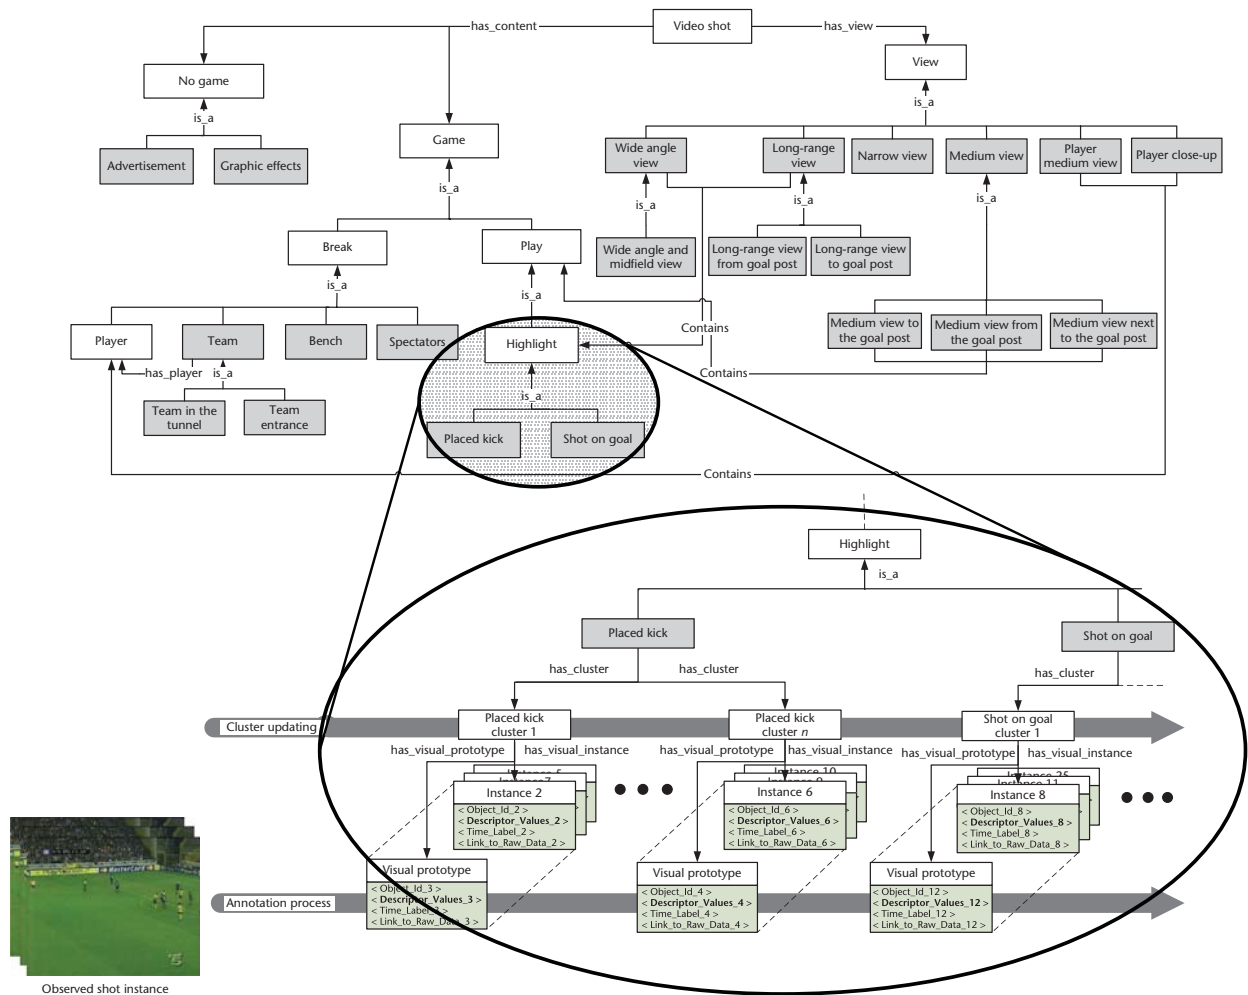 Video shot
has_content
has_view
No game
View
is_a
is_a
Advertisement
Graphic effects
Game
Wide angle
view
Long-range
view
Narrow view
Medium view
Player
medium view
Player close-up
is_a
is_a
is_a
is_a
Break
Play
Wide angle and
midfield view
Long-range view
from goal post
Long-range view
to goal post
is_a
is_a
Player
Team
Bench
Spectators
Highlight
Contains
Medium view to
the goal post
Medium view from
the goal post
Medium view next
to the goal post
has_player
is_a
Contains
Team in the
tunnel
Team
entrance
is_a
Placed kick
Shot on goal
Contains
Highlight
is_a
Placed kick
Shot on goal
has_cluster
has_cluster
has_cluster
Cluster updating
Placed kick
cluster 1
Placed kick
cluster n
Shot on goal
cluster 1
has_visual_prototype
has_visual_instance
has_visual_prototype
has_visual_instance
has_visual_prototype
has_visual_instance
Instance 2
< Object_Id_2 >
< Descriptor_Values_2 >
< Time_Label_2 >
< Link_to_Raw_Data_2 >
Instance 10
Instance 6
< Object_Id_6 >
< Descriptor_Values_6 >
< Time_Label_6 >
< Link_to_Raw_Data_6 >
Instance 8
< Object_Id_8 >
< Descriptor_Values_8 >
< Time_Label_8 >
< Link_to_Raw_Data_8 >
Annotation process
Visual prototype
< Object_Id_3 >
< Descriptor_Values_3 >
< Time_Label_3 >
< Link_to_Raw_Data_3 >
Visual prototype
< Object_Id_4 >
< Descriptor_Values_4 >
< Time_Label_4 >
< Link_to_Raw_Data_4 >
Visual prototype
< Object_Id_12 >
< Descriptor_Values_12 >
< Time_Label_12 >
< Link_to_Raw_Data_12 >
MasterCard
Observed shot instance